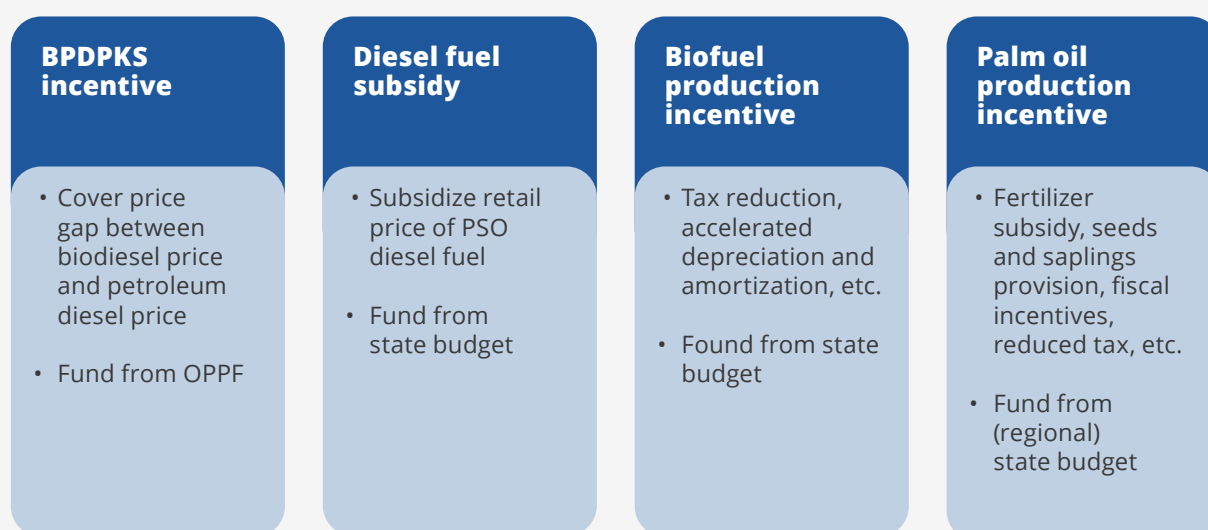 BPDPKS
incentive
• Cover price
gap between
biodiesel price
and petroleum
diesel price
• Fund from OPPF
Diesel fuel
subsidy
• Subsidize retail
price of PSO
diesel fuel
• Fund from
state budget
Biofuel
production
incentive
• Tax reduction,
accelerated
depreciation and
amortization, etc.
• Found from state
budget
Palm oil
production
incentive
• Fertilizer
subsidy, seeds
and saplings
provision, fiscal
incentives,
reduced tax, etc.
• Fund from
(regional)
state budget